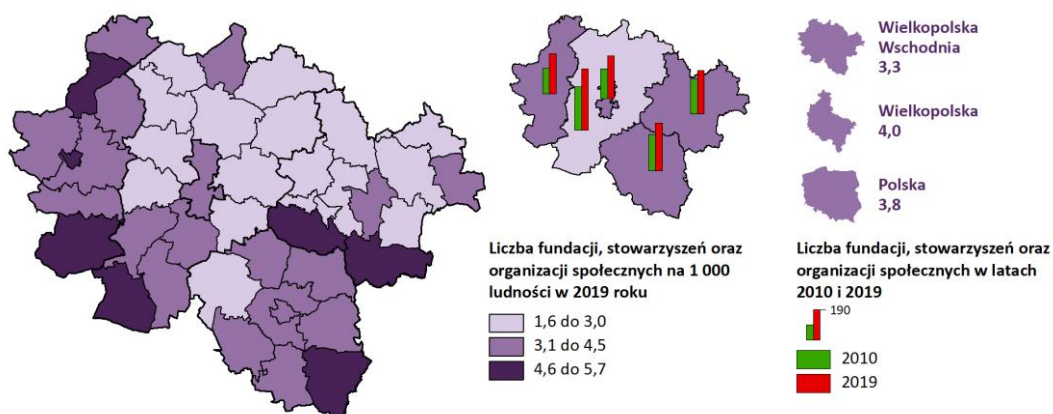 Wielkopolska
Wschodnia
3,3
Wielkopolska
4,0
Polska
3,8
Liczba fundacji, stowarzyszeń oraz
organizacji społecznych na 1 000
ludności w 2019 roku
1,6 do 3,0
3,1 do 4,5
4,6 do 5,7
Liczba fundacji, stowarzyszeń oraz
organizacji społecznych w latach
2010 i 2019
190
2010
2019